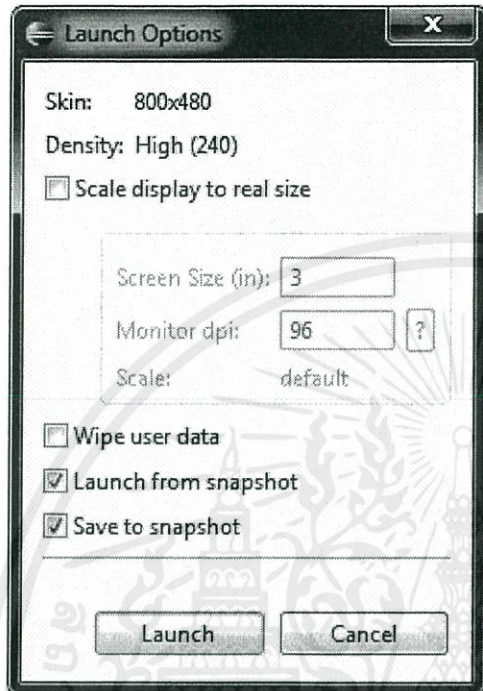 Launch Options
X
Skin: 800x480
Density: High (240)
Scale display to real size
Screen Size (in): 3
Monitor dpi: 96 ?
Scale: default
Wipe user data
Launch from snapshot
Save to snapshot
Launch Cancel